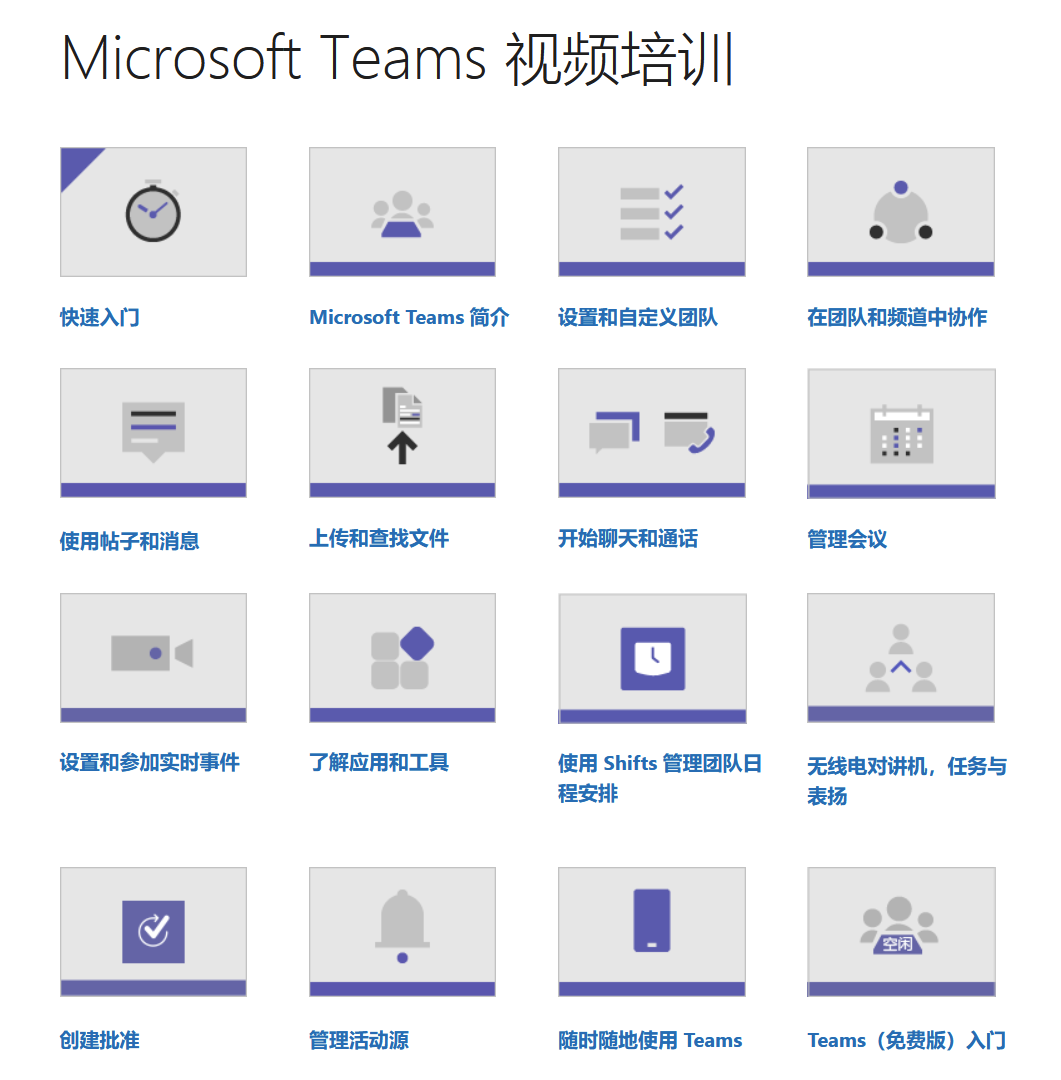 Microsoft Teams 视频培训
快速入门
Microsoft Teams 简介
设置和自定义团队
在团队和频道中协作
使用帖子和消息
上传和查找文件
开始聊天和通话
管理会议
设置和参加实时事件
了解应用和工具
使用 Shifts 管理团队日
程安排
无线电对讲机，任务与
表扬
空闲
创建批准
管理活动源
随时随地使用 Teams
Teams（免费版）入门